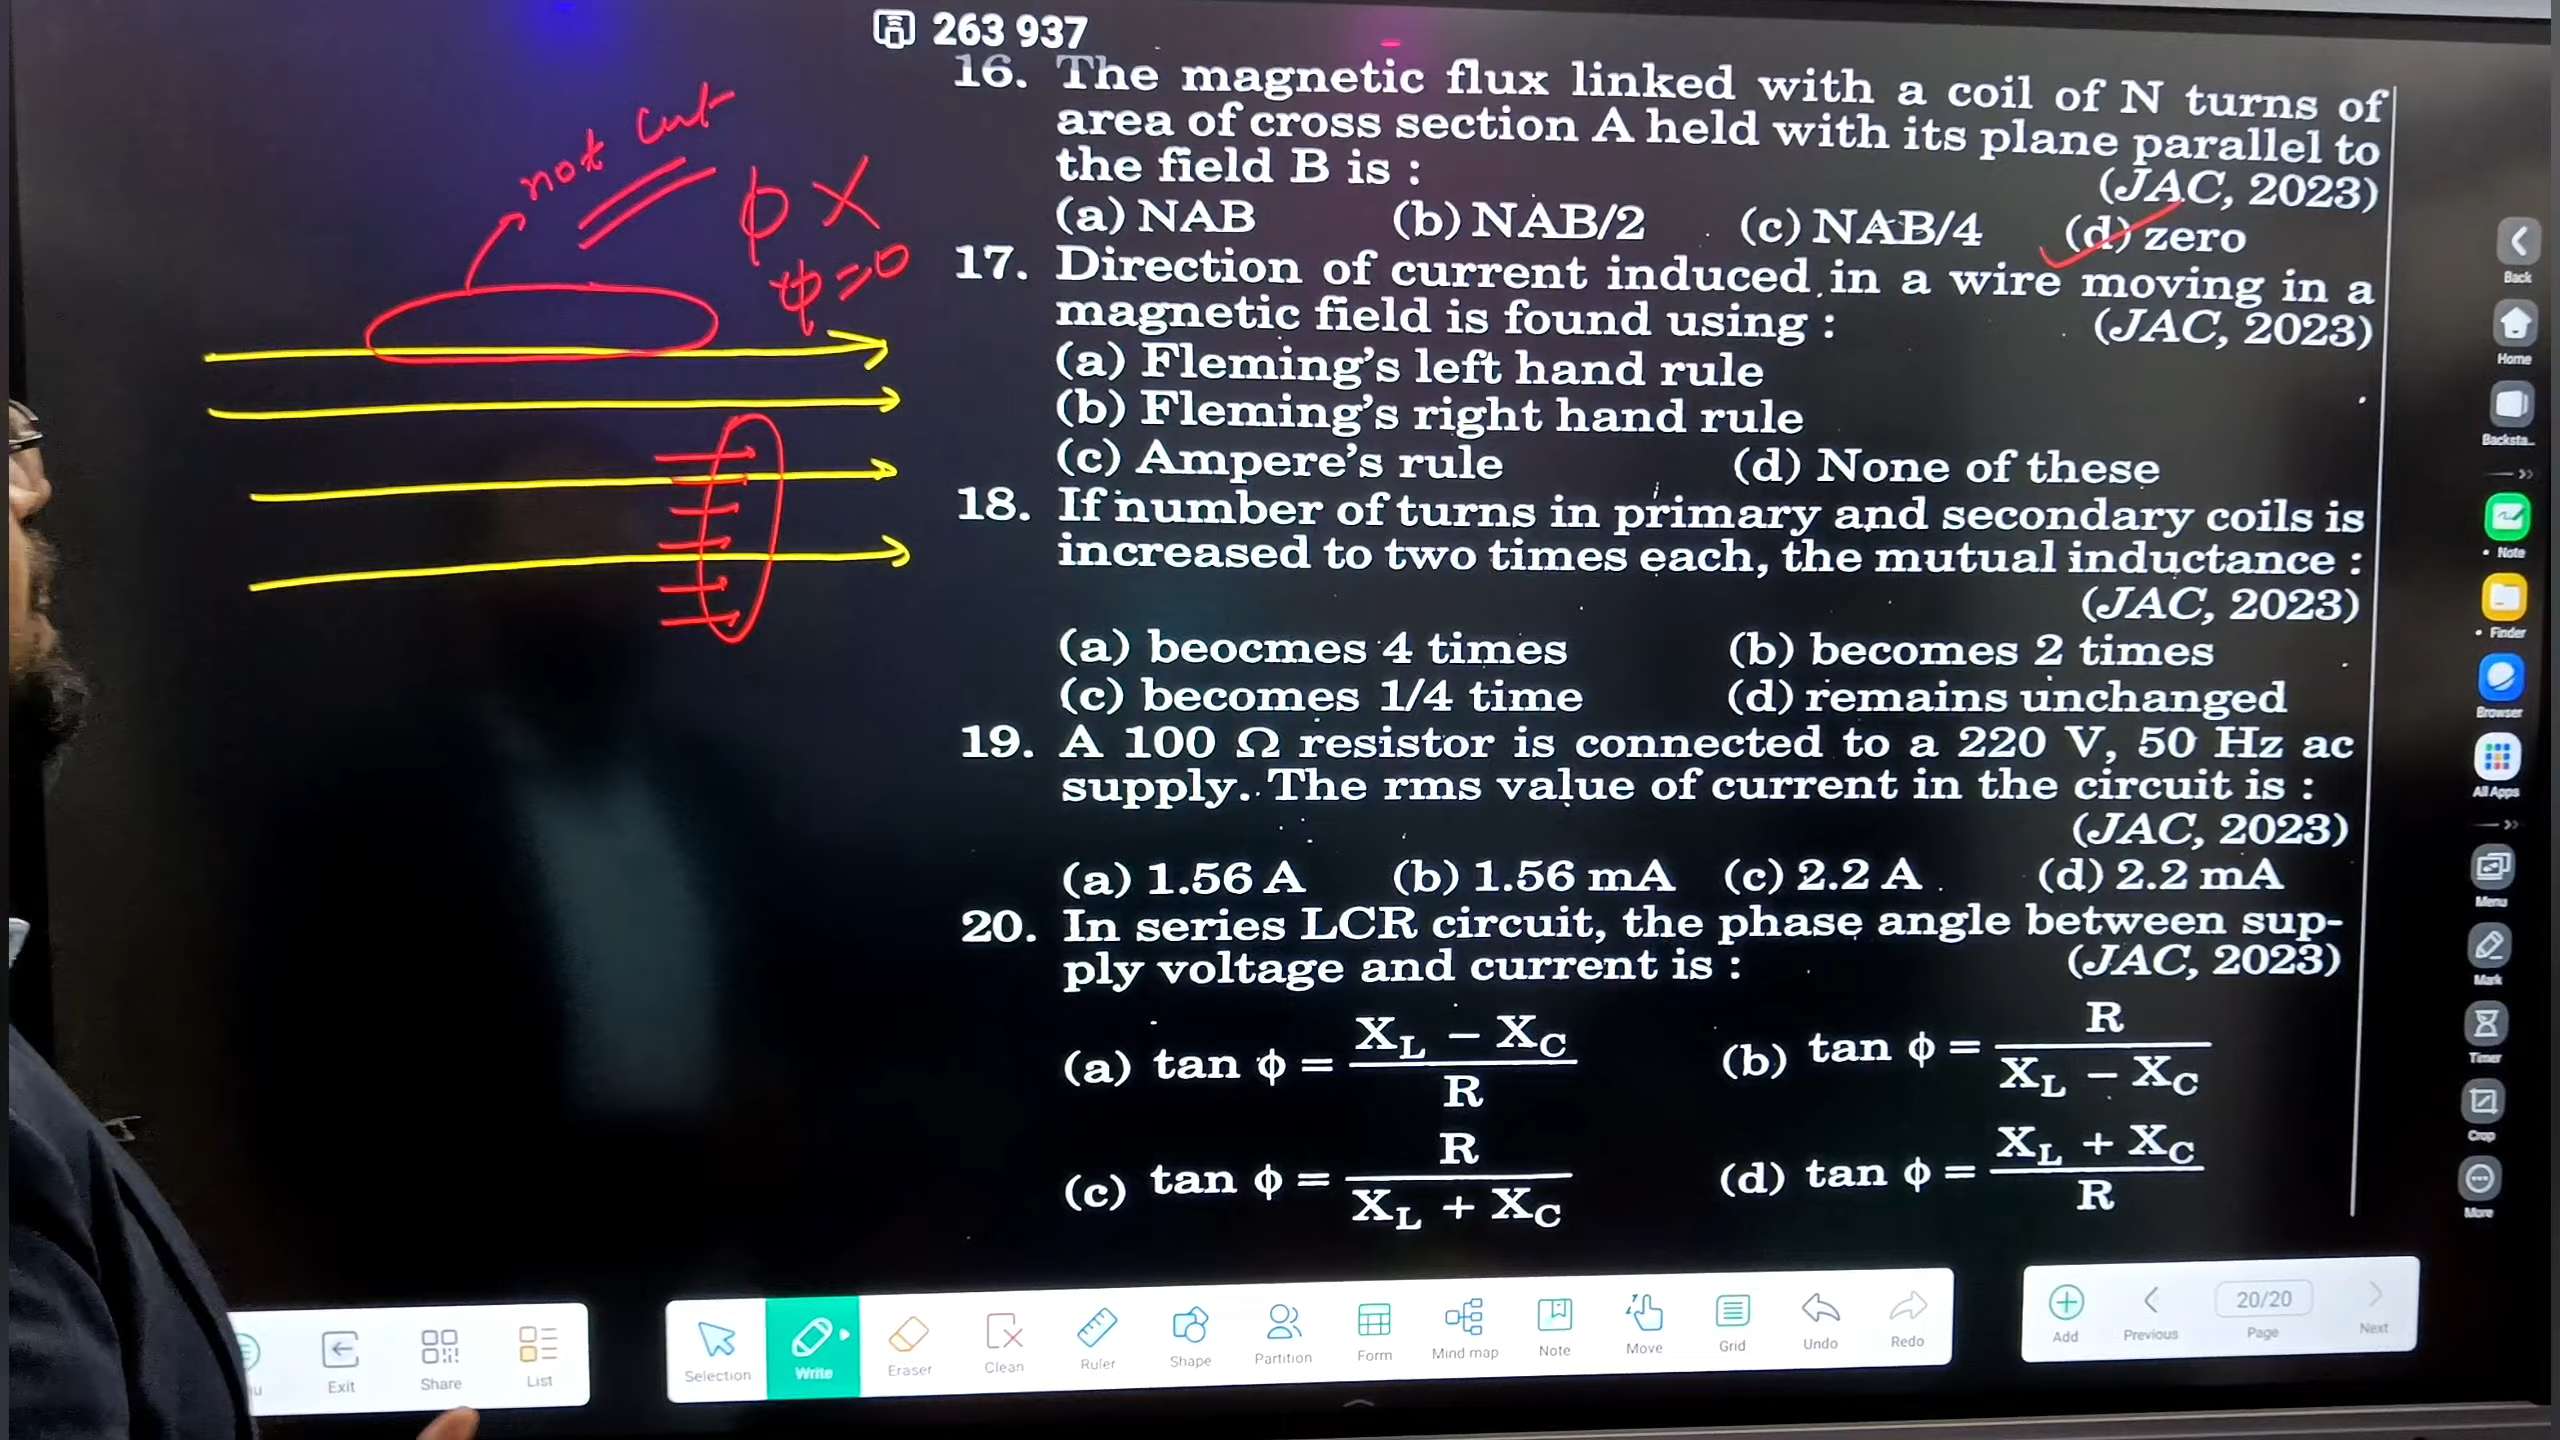 263 937
not cut
ϕ X
ϕ=0
16. The magnetic flux linked with a coil of N turns of
area of cross section A held with its plane parallel to
the field B is :
(JAC, 2023)
(a) NAB (b) NAB/2 (c) NAB/4 (d) zero
17. Direction of current induced in a wire moving in a
magnetic field is found using :
(JAC, 2023)
(a) Fleming's left hand rule
(b) Fleming's right hand rule
(c) Ampere's rule (d) None of these
18. If number of turns in primary and secondary coils is
increased to two times each, the mutual inductance :
(JAC, 2023)
(a) beocmes 4 times (b) becomes 2 times
(c) becomes 1/4 time (d) remains unchanged
19. A 100 Ω resistor is connected to a 220 V, 50 Hz ac
supply. The rms value of current in the circuit is :
(JAC, 2023)
(a) 1.56 A (b) 1.56 mA (c) 2.2 A (d) 2.2 mA
20. In series LCR circuit, the phase angle between sup-
ply voltage and current is :
(JAC, 2023)
(a) tan ϕ = (X_L − X_C)/R (b) tan ϕ = R/(X_L − X_C)
(c) tan ϕ = R/(X_L + X_C) (d) tan ϕ = (X_L + X_C)/R
Back
Home
Backsta...
Note
Finder
Browser
All Apps
Menu
Mark
Timer
Crop
More
Exit Share List
Selection Write Eraser Clean Ruler Shape Partition Form Mind map Note Move Grid Undo Redo
Add Previous 20/20 Page Next